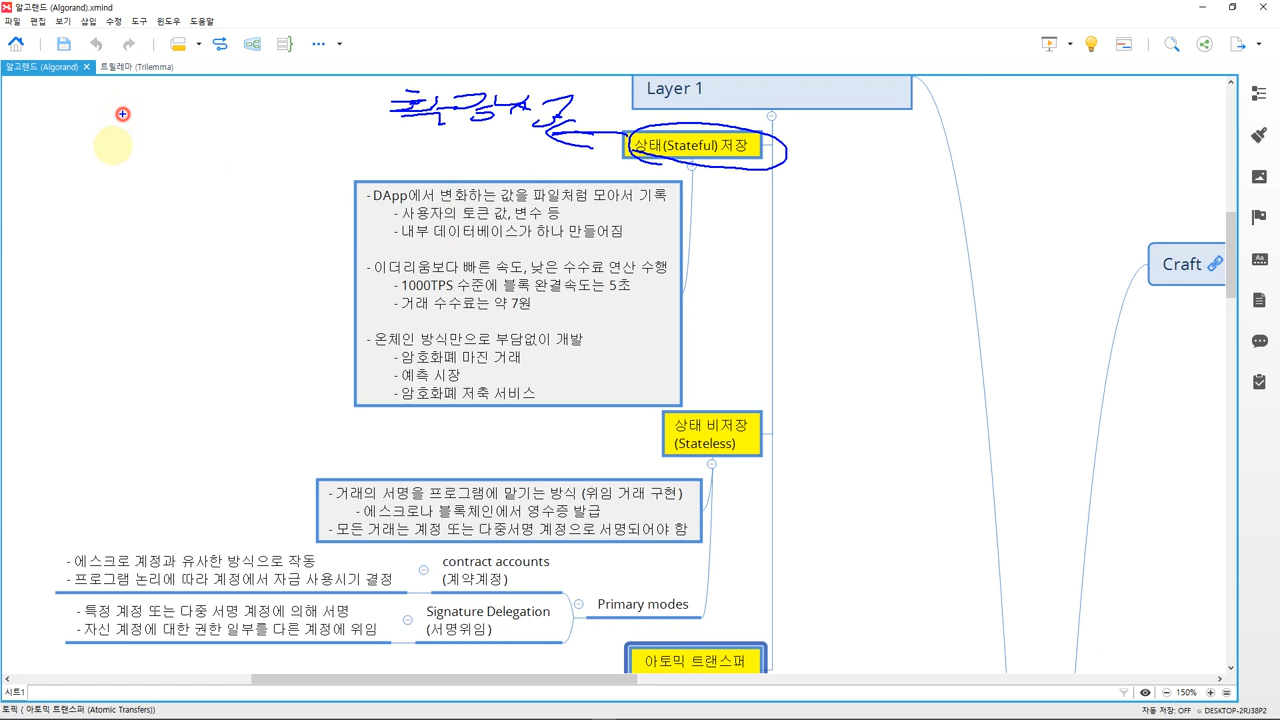 알고랜드 (Algorand).xmind
파일 편집 보기 삽입 수정 도구 윈도우 도움말
알고랜드 (Algorand) 트릴레마 (Trilemma)
Layer 1
상태(Stateful) 저장
- DApp에서 변화하는 값을 파일처럼 모아서 기록
- 사용자의 토큰 값, 변수 등
- 내부 데이터베이스가 하나 만들어짐
- 이더리움보다 빠른 속도, 낮은 수수료 연산 수행
- 1000TPS 수준에 블록 완결속도는 5초
- 거래 수수료는 약 7원
- 온체인 방식만으로 부담없이 개발
- 암호화폐 마진 거래
- 예측 시장
- 암호화폐 저축 서비스
Craft
상태 비저장
(Stateless)
- 거래의 서명을 프로그램에 맡기는 방식 (위임 거래 구현)
- 에스크로나 블록체인에서 영수증 발급
- 모든 거래는 계정 또는 다중서명 계정으로 서명되어야 함
- 에스크로 계정과 유사한 방식으로 작동
- 프로그램 논리에 따라 계정에서 자금 사용시기 결정
contract accounts
(계약계정)
- 특정 계정 또는 다중 서명 계정에 의해 서명
- 자신 계정에 대한 권한 일부를 다른 계정에 위임
Signature Delegation
(서명위임)
Primary modes
아토믹 트랜스퍼
시트1
150%
토픽 ( 아토믹 트랜스퍼 (Atomic Transfers))
자동 저장: OFF
DESKTOP-2RJ38P2